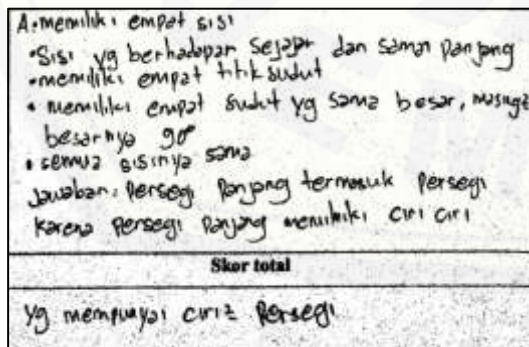 A. memiliki empat sisi
• Sisi yg berhadapan sejajar dan sama panjang
• memiliki empat titik sudut
• memiliki empat sudut yg sama besar, masing2
besarnya 90°
• semua sisinya sama
Jawaban: Persegi Panjang termasuk Persegi
karena Persegi Panjang memiliki ciri ciri
Skor total
yg mempunyai ciri2 Persegi